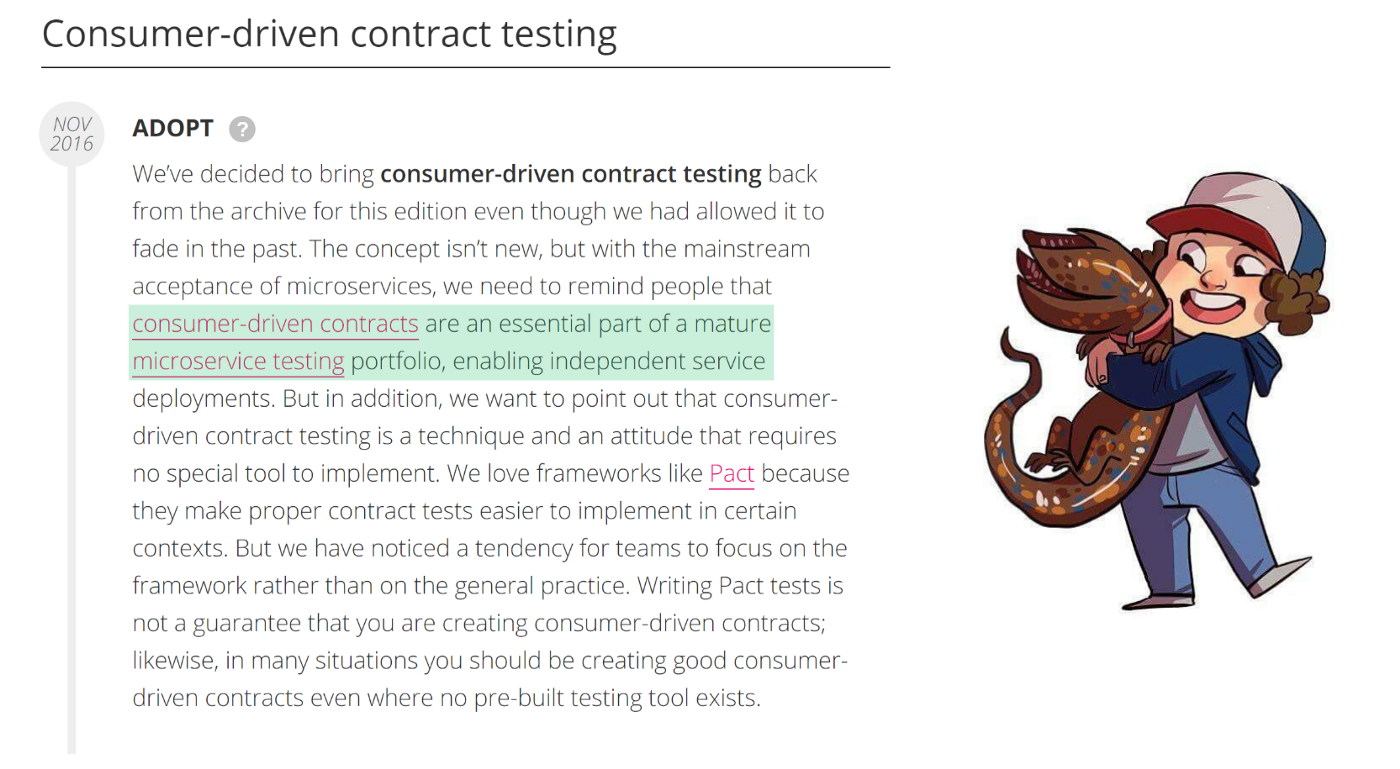 Consumer-driven contract testing
NOV
2016
ADOPT ?
We’ve decided to bring consumer-driven contract testing back
from the archive for this edition even though we had allowed it to
fade in the past. The concept isn’t new, but with the mainstream
acceptance of microservices, we need to remind people that
consumer-driven contracts are an essential part of a mature
microservice testing portfolio, enabling independent service
deployments. But in addition, we want to point out that consumer-
driven contract testing is a technique and an attitude that requires
no special tool to implement. We love frameworks like Pact because
they make proper contract tests easier to implement in certain
contexts. But we have noticed a tendency for teams to focus on the
framework rather than on the general practice. Writing Pact tests is
not a guarantee that you are creating consumer-driven contracts;
likewise, in many situations you should be creating good consumer-
driven contracts even where no pre-built testing tool exists.